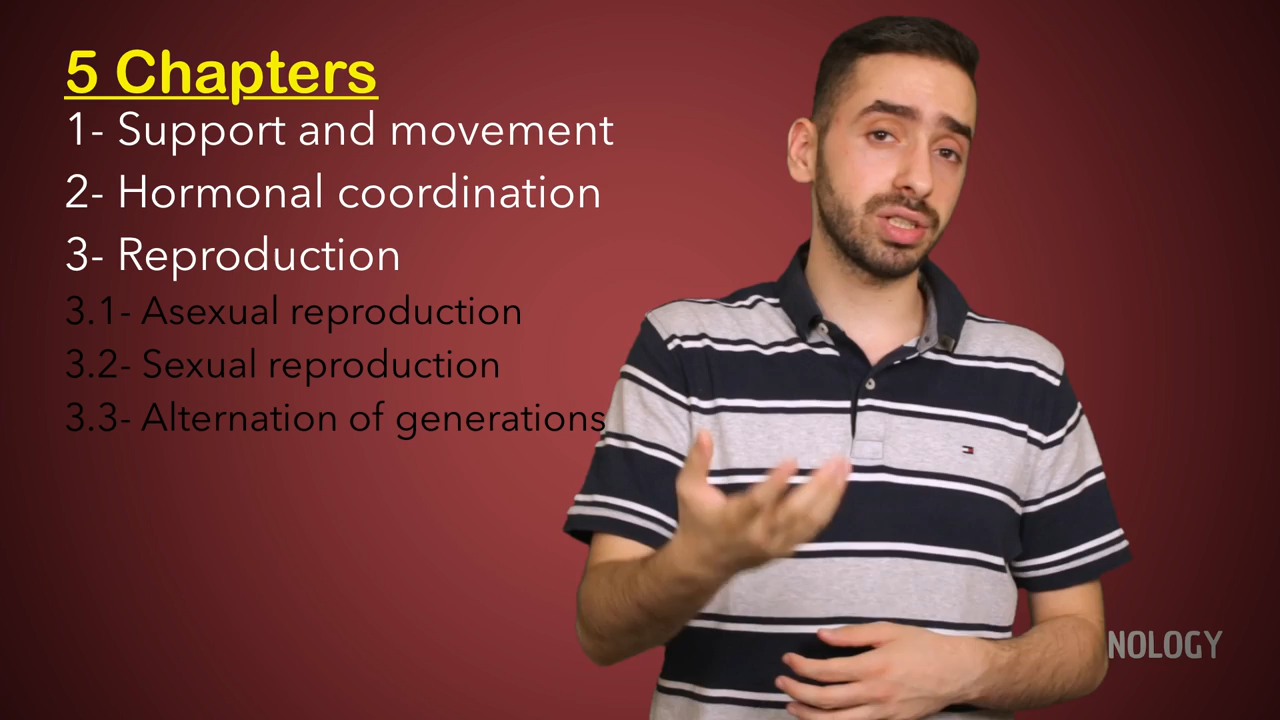 5 Chapters
1- Support and movement
2- Hormonal coordination
3- Reproduction
3.1- Asexual reproduction
3.2- Sexual reproduction
3.3- Alternation of generations
NOLOGY